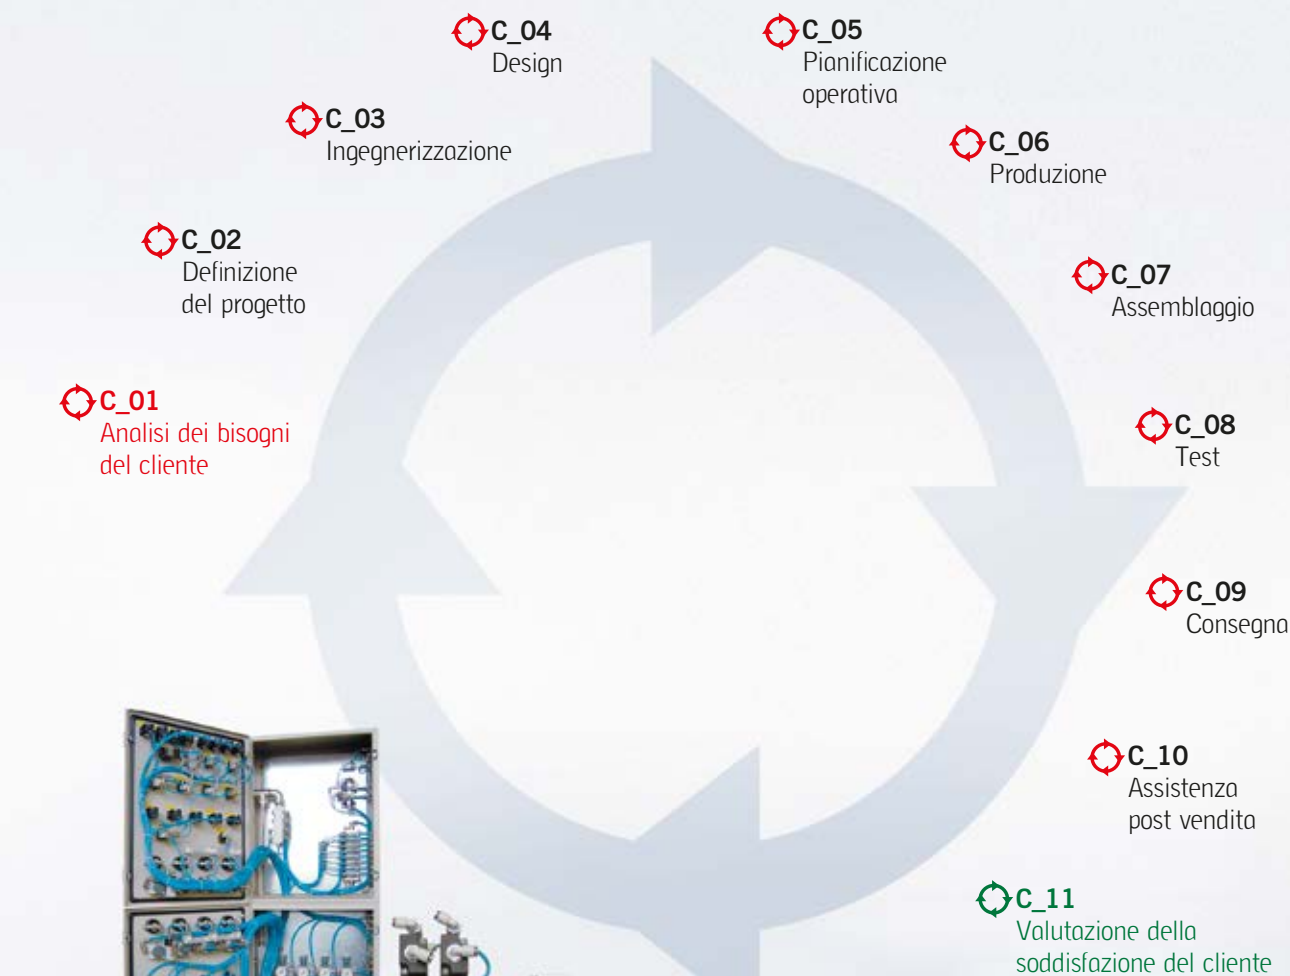 C_01
Analisi dei bisogni
del cliente
C_02
Definizione
del progetto
C_03
Ingegnerizzazione
C_04
Design
C_05
Pianificazione
operativa
C_06
Produzione
C_07
Assemblaggio
C_08
Test
C_09
Consegna
C_10
Assistenza
post vendita
C_11
Valutazione della
soddisfazione del cliente